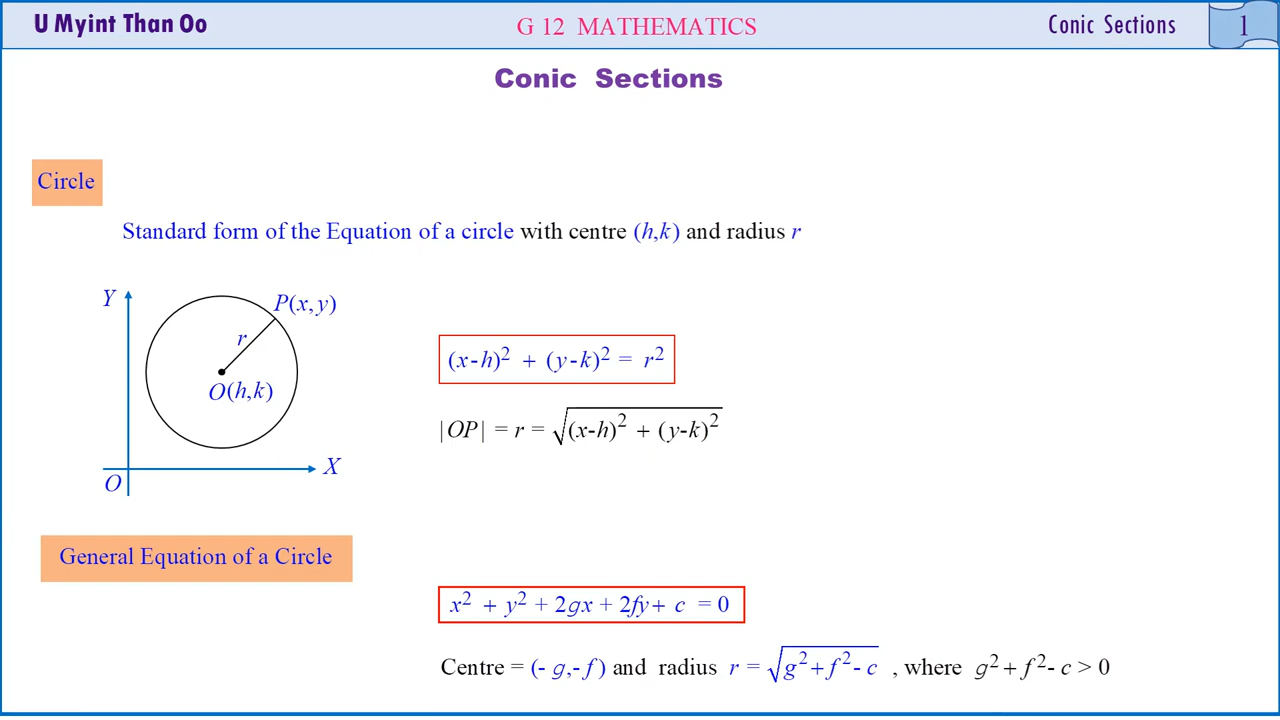 U Myint Than Oo
G 12 MATHEMATICS
Conic Sections
1
Conic Sections
Circle
Standard form of the Equation of a circle with centre (h,k) and radius r
Y
P(x,y)
r
O(h,k)
X
O
(x-h)² + (y-k)² = r²
|OP| = r = √(x-h)² + (y-k)²
General Equation of a Circle
x² + y² + 2gx + 2fy + c = 0
Centre = (- g,- f) and radius r = √g² + f² - c , where g² + f² - c > 0